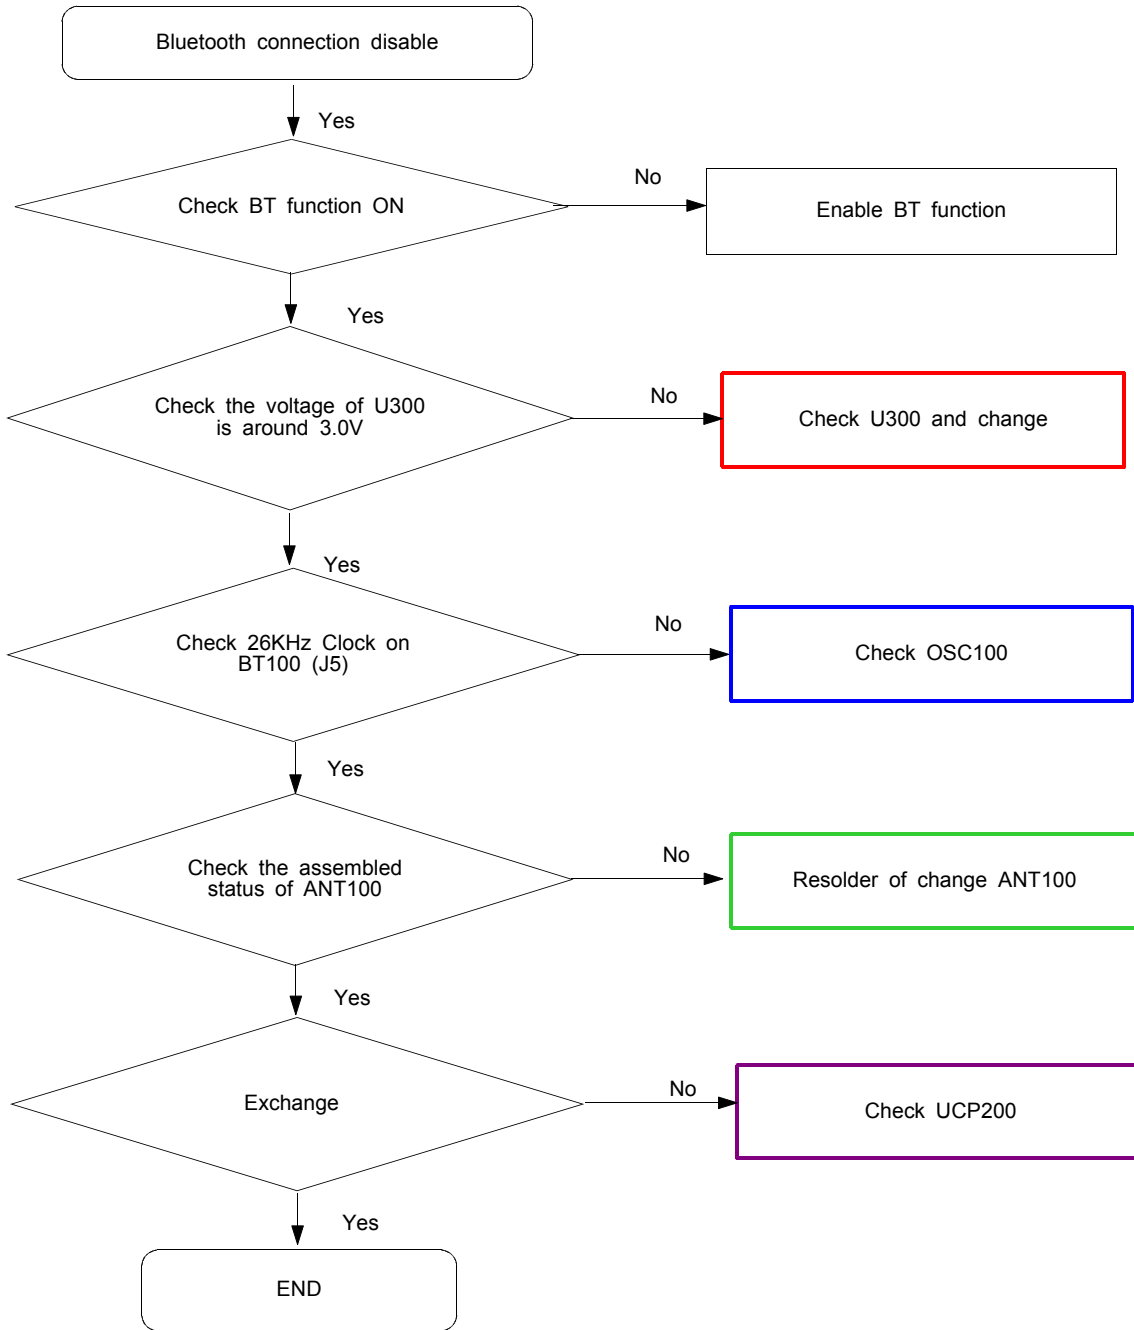 Bluetooth connection disable
Yes
Check BT function ON
No
Enable BT function
Yes
Check the voltage of U300
is around 3.0V
No
Check U300 and change
Yes
Check 26KHz Clock on
BT100 (J5)
No
Check OSC100
Yes
Check the assembled
status of ANT100
No
Resolder of change ANT100
Yes
Exchange
No
Check UCP200
Yes
END